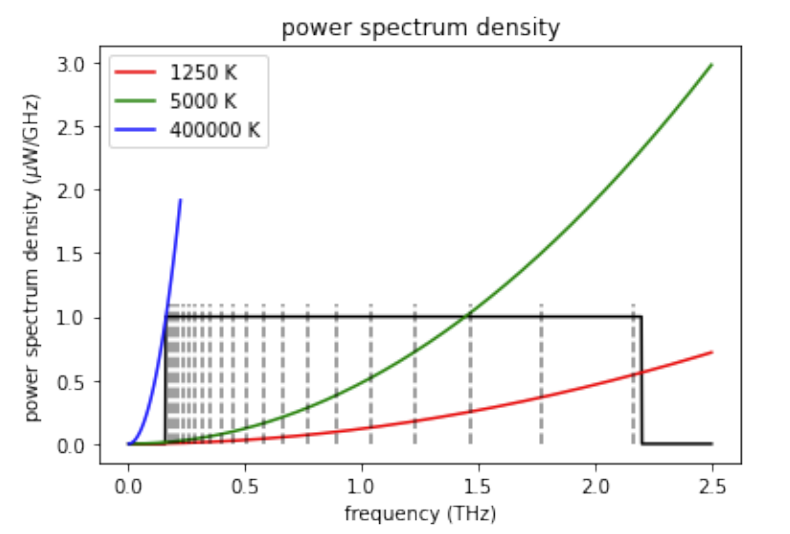 power spectrum density
1250 K
5000 K
400000 K
power spectrum density (μW/GHz)
3.0
2.5
2.0
1.5
1.0
0.5
0.0
0.0 0.5 1.0 1.5 2.0 2.5
frequency (THz)